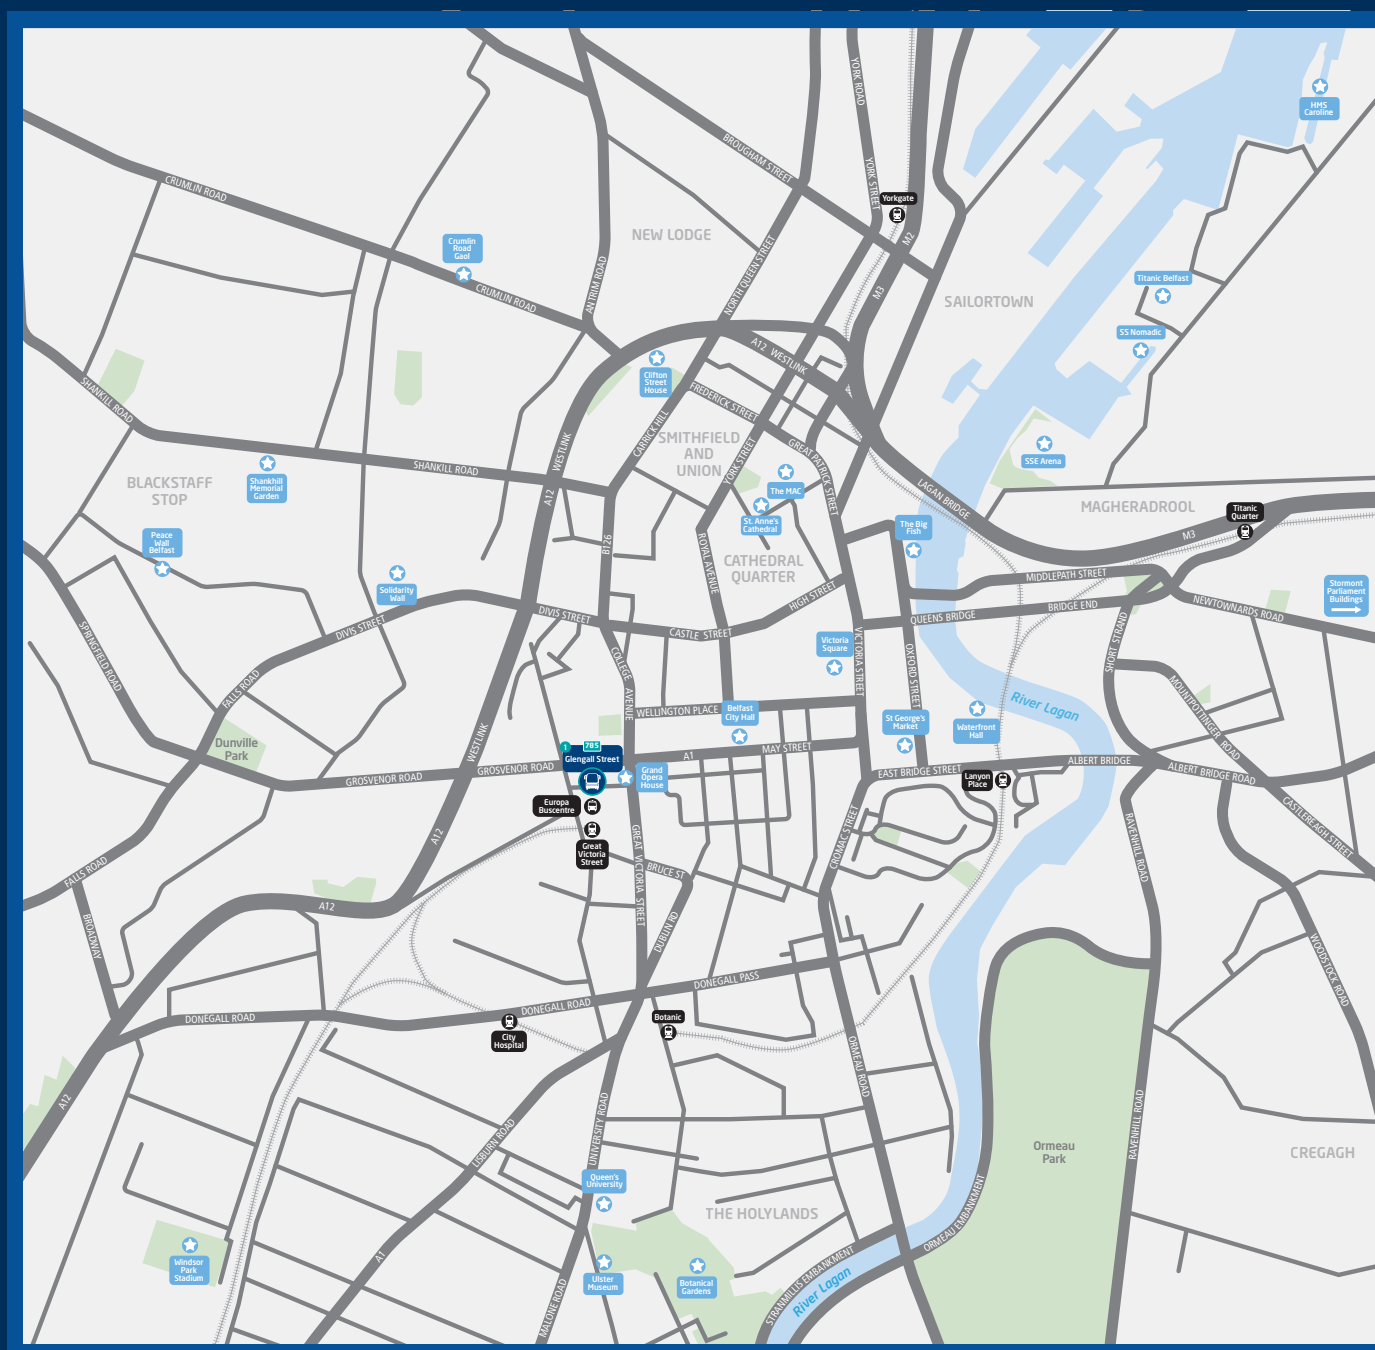 YORK ROAD
HMS
Caroline
BROUGHAM STREET
CRUMLIN ROAD
YORK STREET
Yorkgate
NEW LODGE
M2
Crumlin
Road
Gaol
NORTH QUEEN STREET
ANTRIM ROAD
CRUMLIN ROAD
M3
SAILORTOWN
Titanic Belfast
SS Nomadic
A12 WESTLINK
Clifton
Street
House
SHANKILL ROAD
FREDERICK STREET
CARRICK HILL
SMITHFIELD
AND
UNION
WESTLINK
YORK STREET
GREAT PATRICK STREET
SSE Arena
SHANKILL ROAD
Shankhill
Memorial
Garden
BLACKSTAFF
STOP
A12
The MAC
LAGAN BRIDGE
MAGHERADROOL
Titanic
Quarter
St. Anne's
Cathedral
The Big
Fish
M3
Peace
Wall
Belfast
B126
ROYAL AVENUE
CATHEDRAL
QUARTER
Solidarity
Wall
MIDDLEPATH STREET
Stormont
Parliament
Buildings
HIGH STREET
BRIDGE END
NEWTOWNARDS ROAD
DIVIS STREET
QUEENS BRIDGE
DIVIS STREET
CASTLE STREET
SPRINGFIELD ROAD
Victoria
Square
VICTORIA STREET
OXFORD STREET
SHORT STRAND
COLLEGE AVENUE
FALLS ROAD
MOUNTPOTTINGER ROAD
River Lagan
WELLINGTON PLACE
Belfast
City Hall
St George's
Market
Waterfront
Hall
Dunville
Park
WESTLINK
1
7B5
Glengall Street
A1
MAY STREET
GROSVENOR ROAD
GROSVENOR ROAD
Grand
Opera
House
EAST BRIDGE STREET
Lanyon
Place
ALBERT BRIDGE
ALBERT BRIDGE ROAD
Europa
Buscentre
CASTLEREAGH STREET
A12
GREAT VICTORIA STREET
CROMAC STREET
RAVENHILL ROAD
Great
Victoria
Street
FALLS ROAD
BRUCE ST
A12
BROADWAY
DUBLIN RD
WOODSTOCK ROAD
DONEGALL PASS
DONEGALL ROAD
DONEGALL ROAD
Botanic
City
Hospital
ORMEAU ROAD
A12
UNIVERSITY ROAD
LISBURN ROAD
RAVENHILL ROAD
Ormeau
Park
CREGAGH
Queen's
University
THE HOLYLANDS
ORMEAU EMBANKMENT
A1
Windsor
Park
Stadium
Ulster
Museum
Botanical
Gardens
STRANMILLIS EMBANKMENT
River Lagan
MALONE ROAD